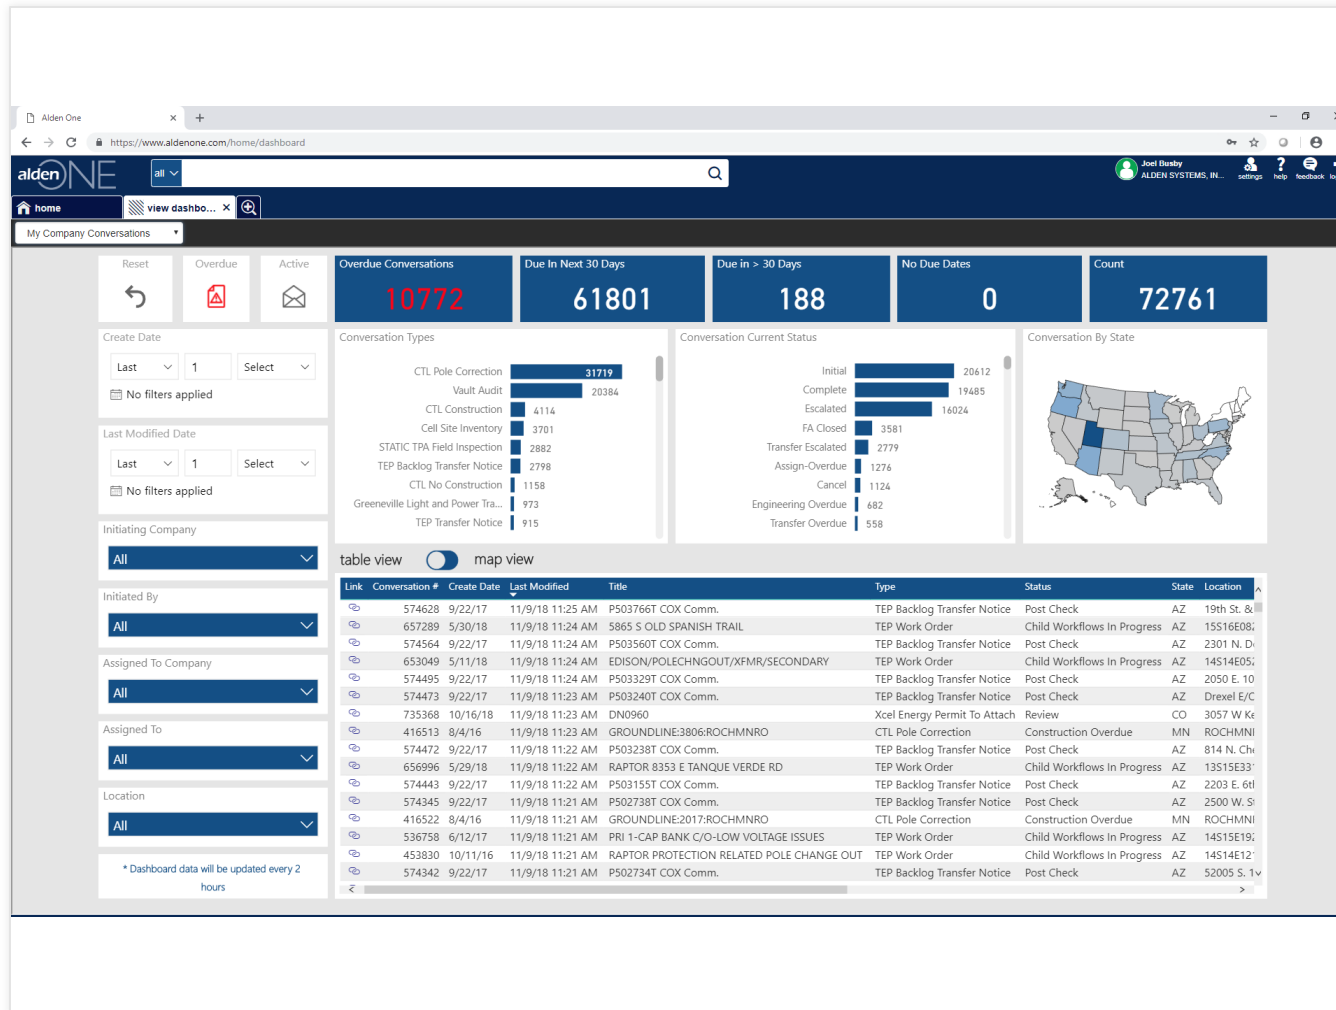 Alden One
https://www.aldenone.com/home/dashboard
alden ONE
all
Joel Busby
ALDEN SYSTEMS, IN...
settings
help
feedback
home
view dashbo...
My Company Conversations
Reset
Overdue
Active
Overdue Conversations
10772
Due In Next 30 Days
61801
Due in > 30 Days
188
No Due Dates
0
Count
72761
Create Date
Last 1 Select
No filters applied
Last Modified Date
Last 1 Select
No filters applied
Initiating Company
All
Initiated By
All
Assigned To Company
All
Assigned To
All
Location
All
* Dashboard data will be updated every 2
hours
Conversation Types
CTL Pole Correction 31719
Vault Audit 20384
CTL Construction 4114
Cell Site Inventory 3701
STATIC TPA Field Inspection 2882
TEP Backlog Transfer Notice 2798
CTL No Construction 1158
Greeneville Light and Power Tra... 973
TEP Transfer Notice 915
Conversation Current Status
Initial 20612
Complete 19485
Escalated 16024
FA Closed 3581
Transfer Escalated 2779
Assign-Overdue 1276
Cancel 1124
Engineering Overdue 682
Transfer Overdue 558
Conversation By State
table view map view
Link Conversation # Create Date Last Modified Title Type Status State Location
574628 9/22/17 11/9/18 11:25 AM P503766T COX Comm. TEP Backlog Transfer Notice Post Check AZ 19th St. &
657289 5/30/18 11/9/18 11:24 AM 5865 S OLD SPANISH TRAIL TEP Work Order Child Workflows In Progress AZ 15S16E08
574564 9/22/17 11/9/18 11:24 AM P503560T COX Comm. TEP Backlog Transfer Notice Post Check AZ 2301 N.
653049 5/11/18 11/9/18 11:24 AM EDISON/POLECHNGOUT/XFMR/SECONDARY TEP Work Order Child Workflows In Progress AZ 14S14E05
574495 9/22/17 11/9/18 11:24 AM P503329T COX Comm. TEP Backlog Transfer Notice Post Check AZ 2050 E. 10
574473 9/22/17 11/9/18 11:23 AM P503240T COX Comm. TEP Backlog Transfer Notice Post Check AZ Drexel E/
735368 10/16/18 11/9/18 11:23 AM DN0960 Xcel Energy Permit To Attach Review CO 3057 W
416513 8/4/16 11/9/18 11:23 AM GROUNDLINE:3806:ROCHMNRO CTL Pole Correction Construction Overdue MN ROCHMN
574472 9/22/17 11/9/18 11:22 AM P503238T COX Comm. TEP Backlog Transfer Notice Post Check AZ 814 N.
656996 5/29/18 11/9/18 11:22 AM RAPTOR 8353 E TANQUE VERDE RD TEP Work Order Child Workflows In Progress AZ 13S15E33
574443 9/22/17 11/9/18 11:22 AM P503155T COX Comm. TEP Backlog Transfer Notice Post Check AZ 2203 E. 6t
574345 9/22/17 11/9/18 11:21 AM P502738T COX Comm. TEP Backlog Transfer Notice Post Check AZ 2500 W.
416522 8/4/16 11/9/18 11:21 AM GROUNDLINE:2017:ROCHMNRO CTL Pole Correction Construction Overdue MN ROCHMN
536758 6/12/17 11/9/18 11:21 AM PRI 1-CAP BANK C/O-LOW VOLTAGE ISSUES TEP Work Order Child Workflows In Progress AZ 14S15E19
453830 10/11/16 11/9/18 11:21 AM RAPTOR PROTECTION RELATED POLE CHANGE OUT TEP Work Order Child Workflows In Progress AZ 14S14E12
574342 9/22/17 11/9/18 11:21 AM P502734T COX Comm. TEP Backlog Transfer Notice Post Check AZ 52005 S.